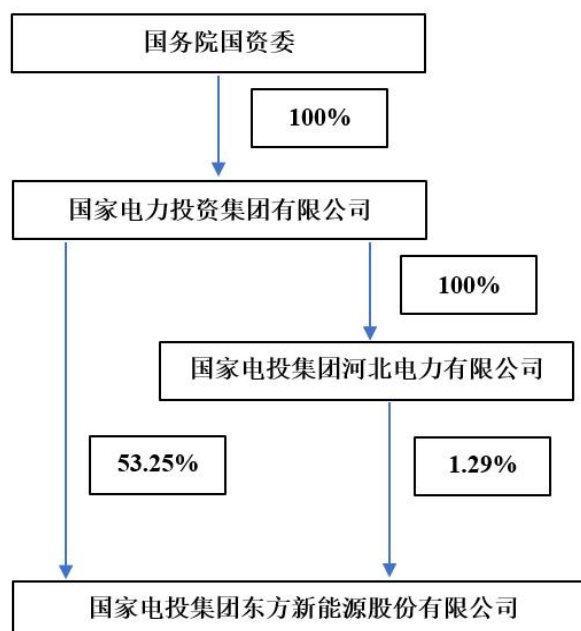 国务院国资委
100%
国家电力投资集团有限公司
100%
国家电投集团河北电力有限公司
53.25%
1.29%
国家电投集团东方新能源股份有限公司